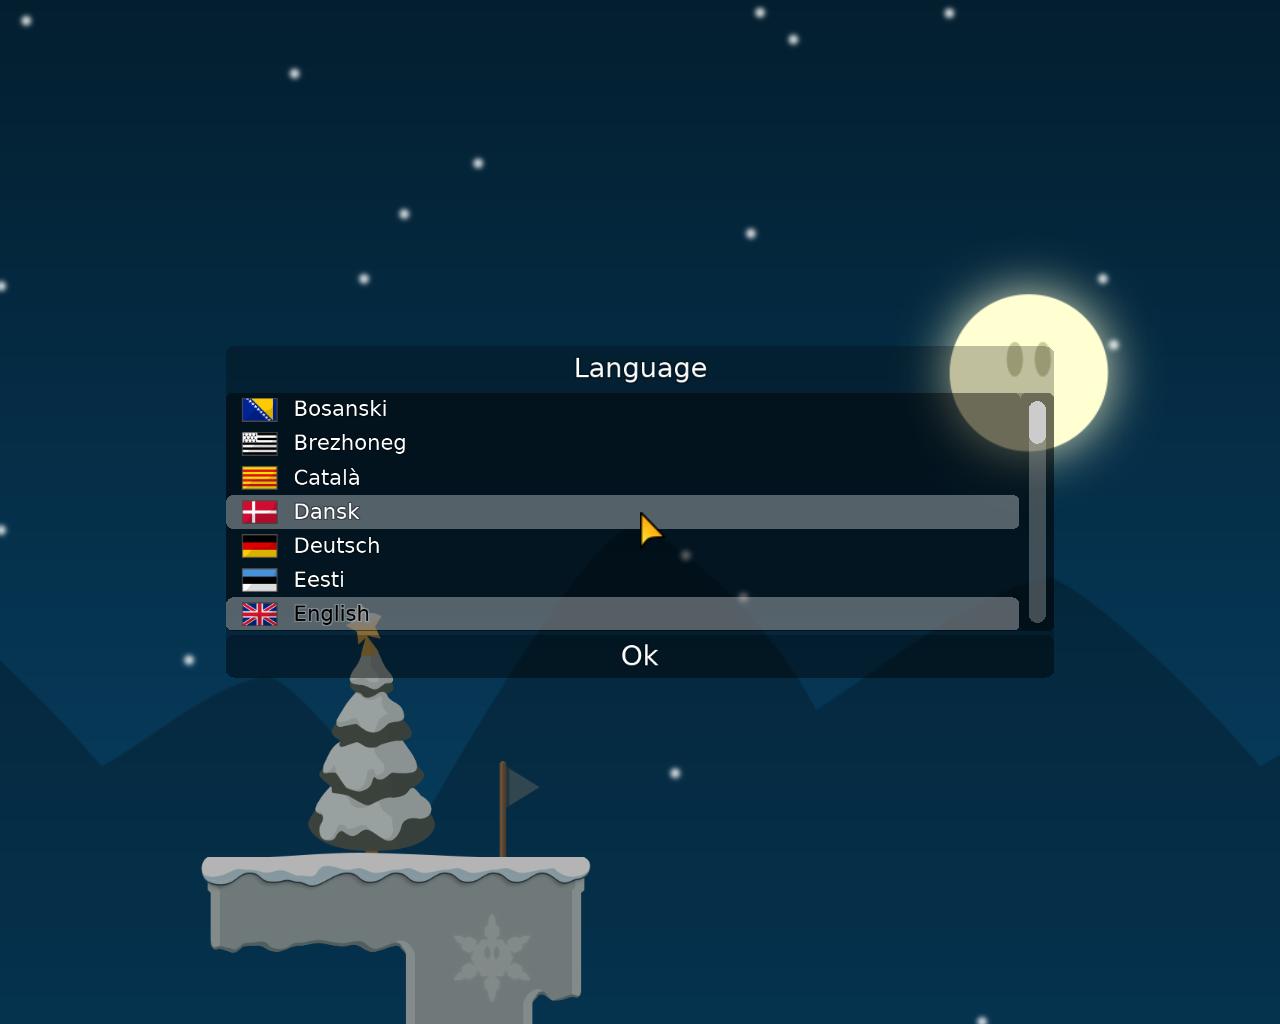 Language
Bosanski
Brezhoneg
Català
Dansk
Deutsch
Eesti
English
Ok